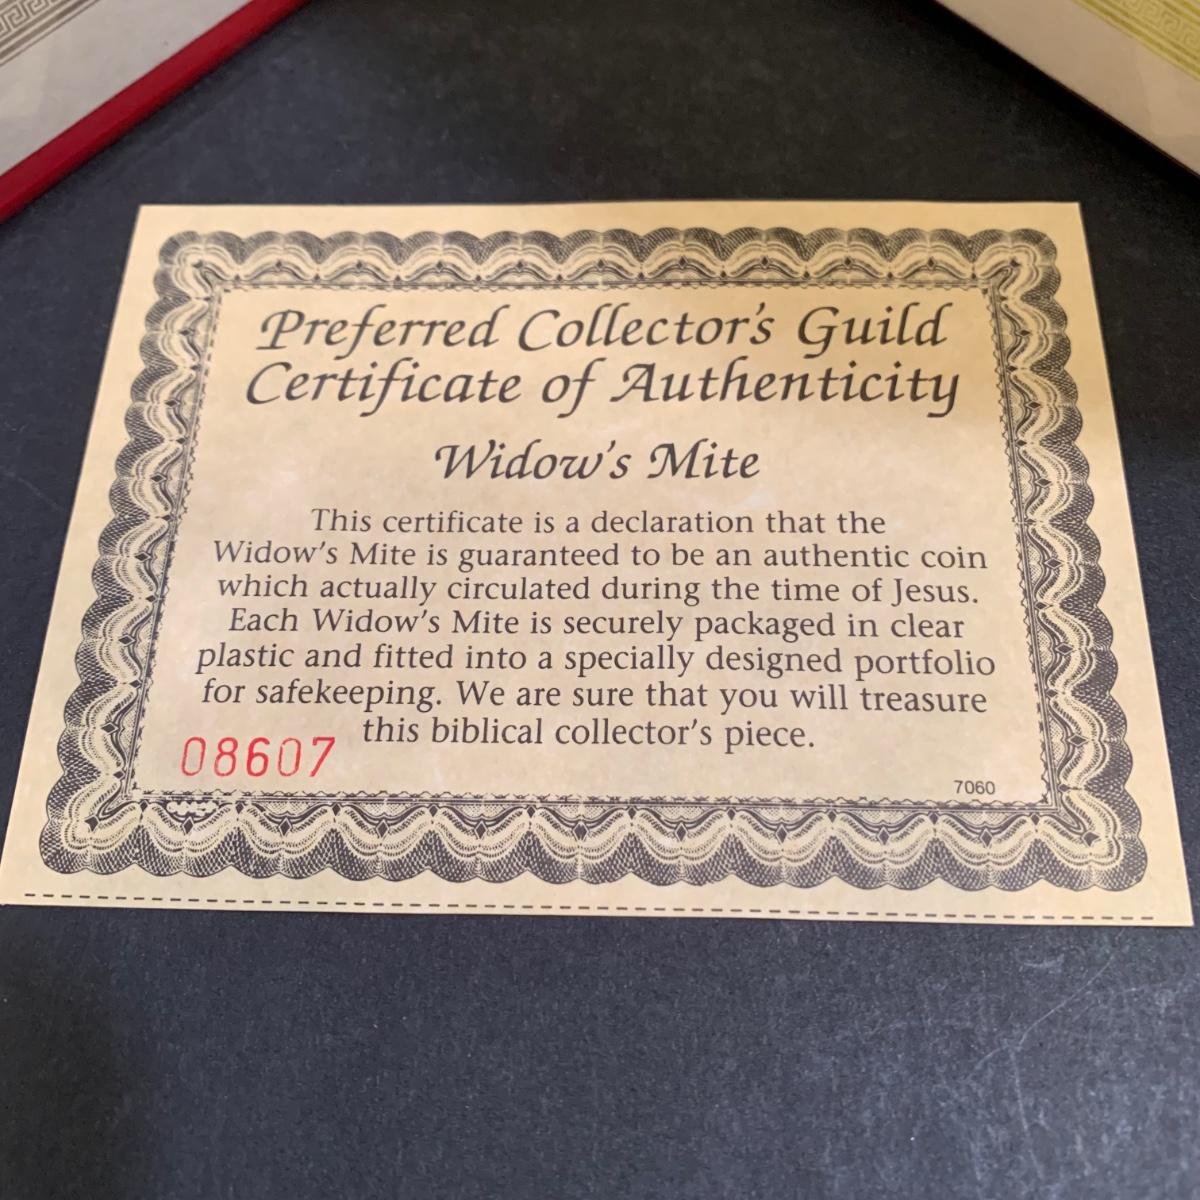 Preferred Collector's Guild
Certificate of Authenticity
Widow's Mite
This certificate is a declaration that the
Widow's Mite is guaranteed to be an authentic coin
which actually circulated during the time of Jesus.
Each Widow's Mite is securely packaged in clear
plastic and fitted into a specially designed portfolio
for safekeeping. We are sure that you will treasure
this biblical collector's piece.
08607
7060